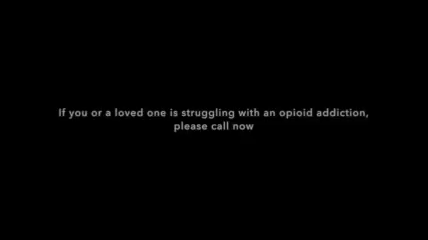 If you or a loved one is struggling with an opioid addiction,
please call now